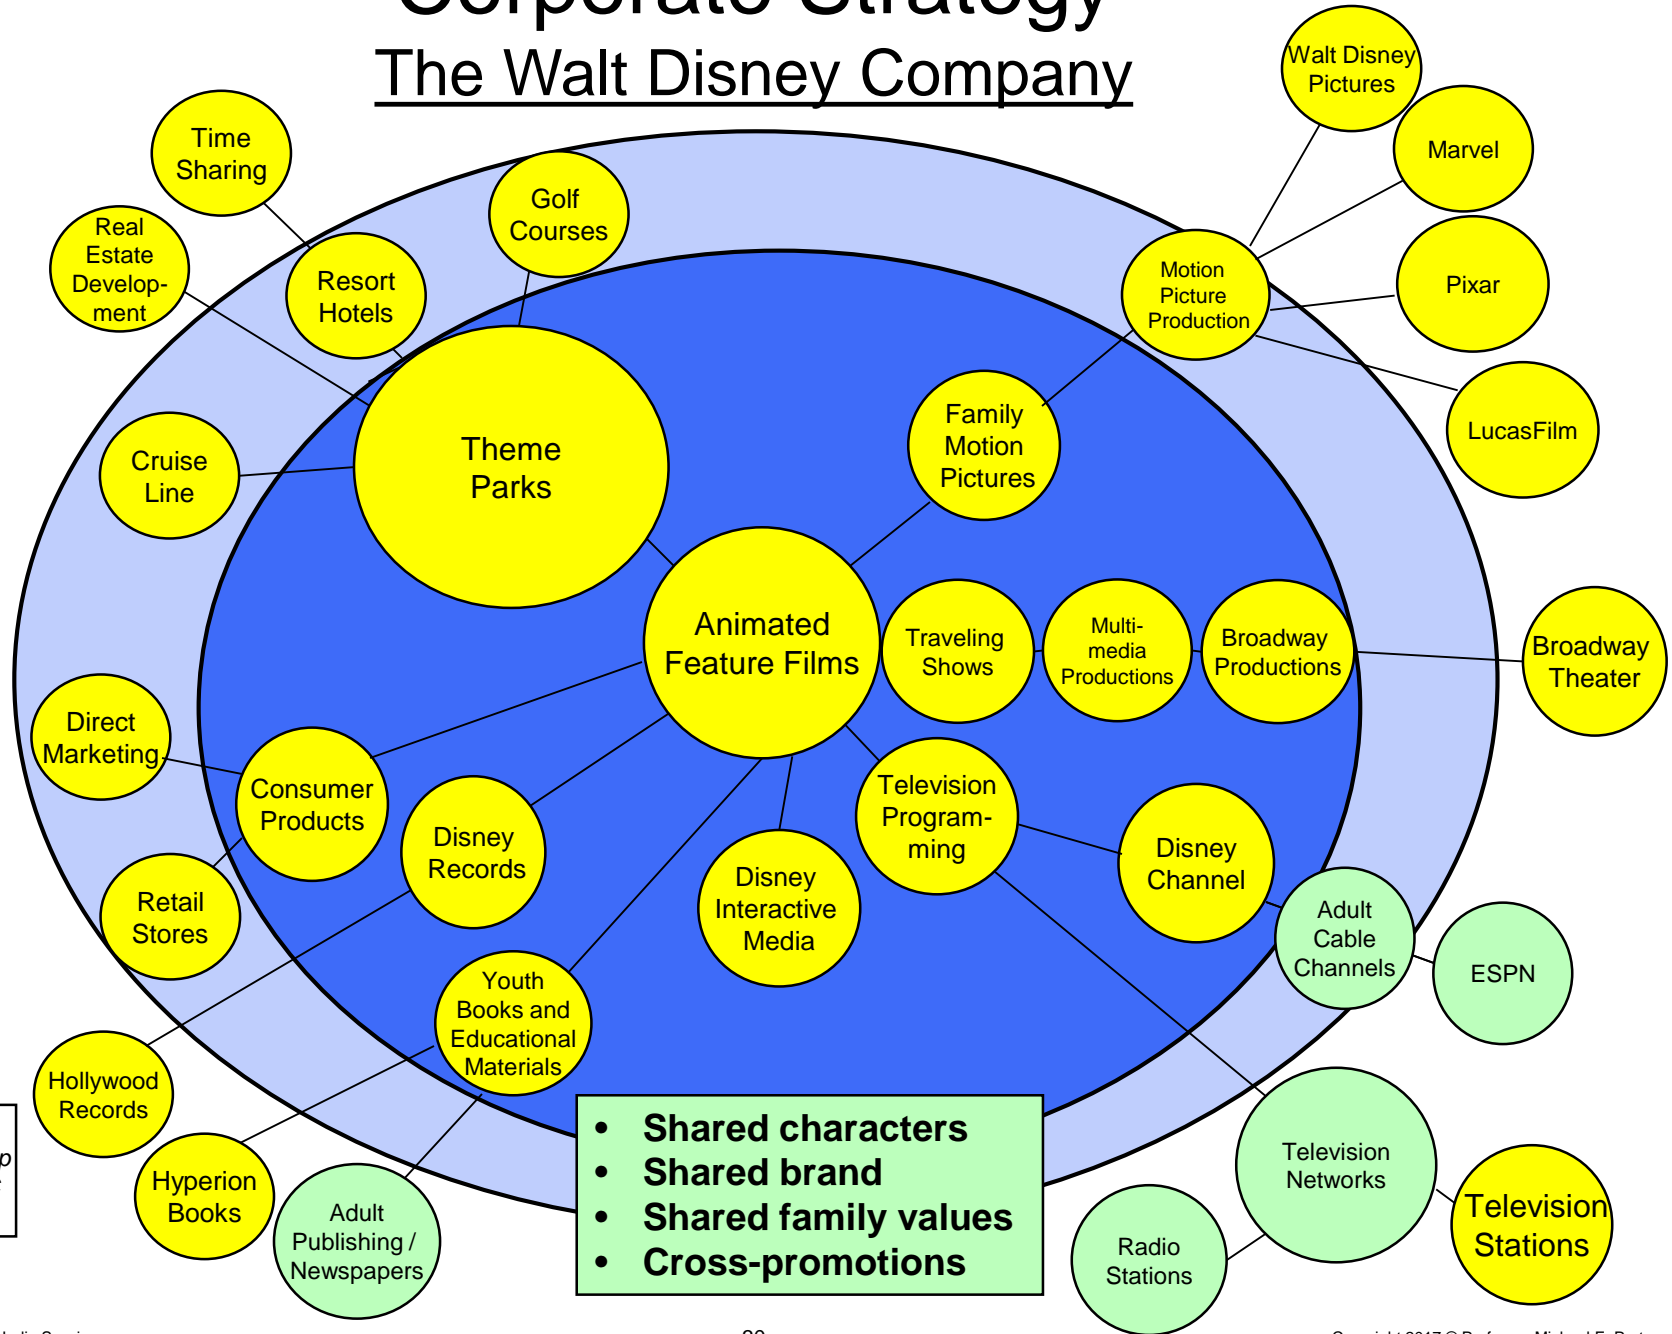 Corporate Strategy
The Walt Disney Company
Walt Disney
Pictures
Marvel
Time
Sharing
Golf
Courses
Real
Estate
Develop-
ment
Resort
Hotels
Motion
Picture
Production
Pixar
LucasFilm
Family
Motion
Pictures
Theme
Parks
Cruise
Line
Animated
Feature Films
Traveling
Shows
Multi-
media
Productions
Broadway
Productions
Broadway
Theater
Direct
Marketing
Consumer
Products
Disney
Records
Television
Program-
ming
Disney
Channel
Disney
Interactive
Media
Retail
Stores
Adult
Cable
Channels
ESPN
Youth
Books and
Educational
Materials
Hollywood
Records
Hyperion
Books
Adult
Publishing /
Newspapers
• Shared characters
• Shared brand
• Shared family values
• Cross-promotions
Television
Networks
Radio
Stations
Television
Stations